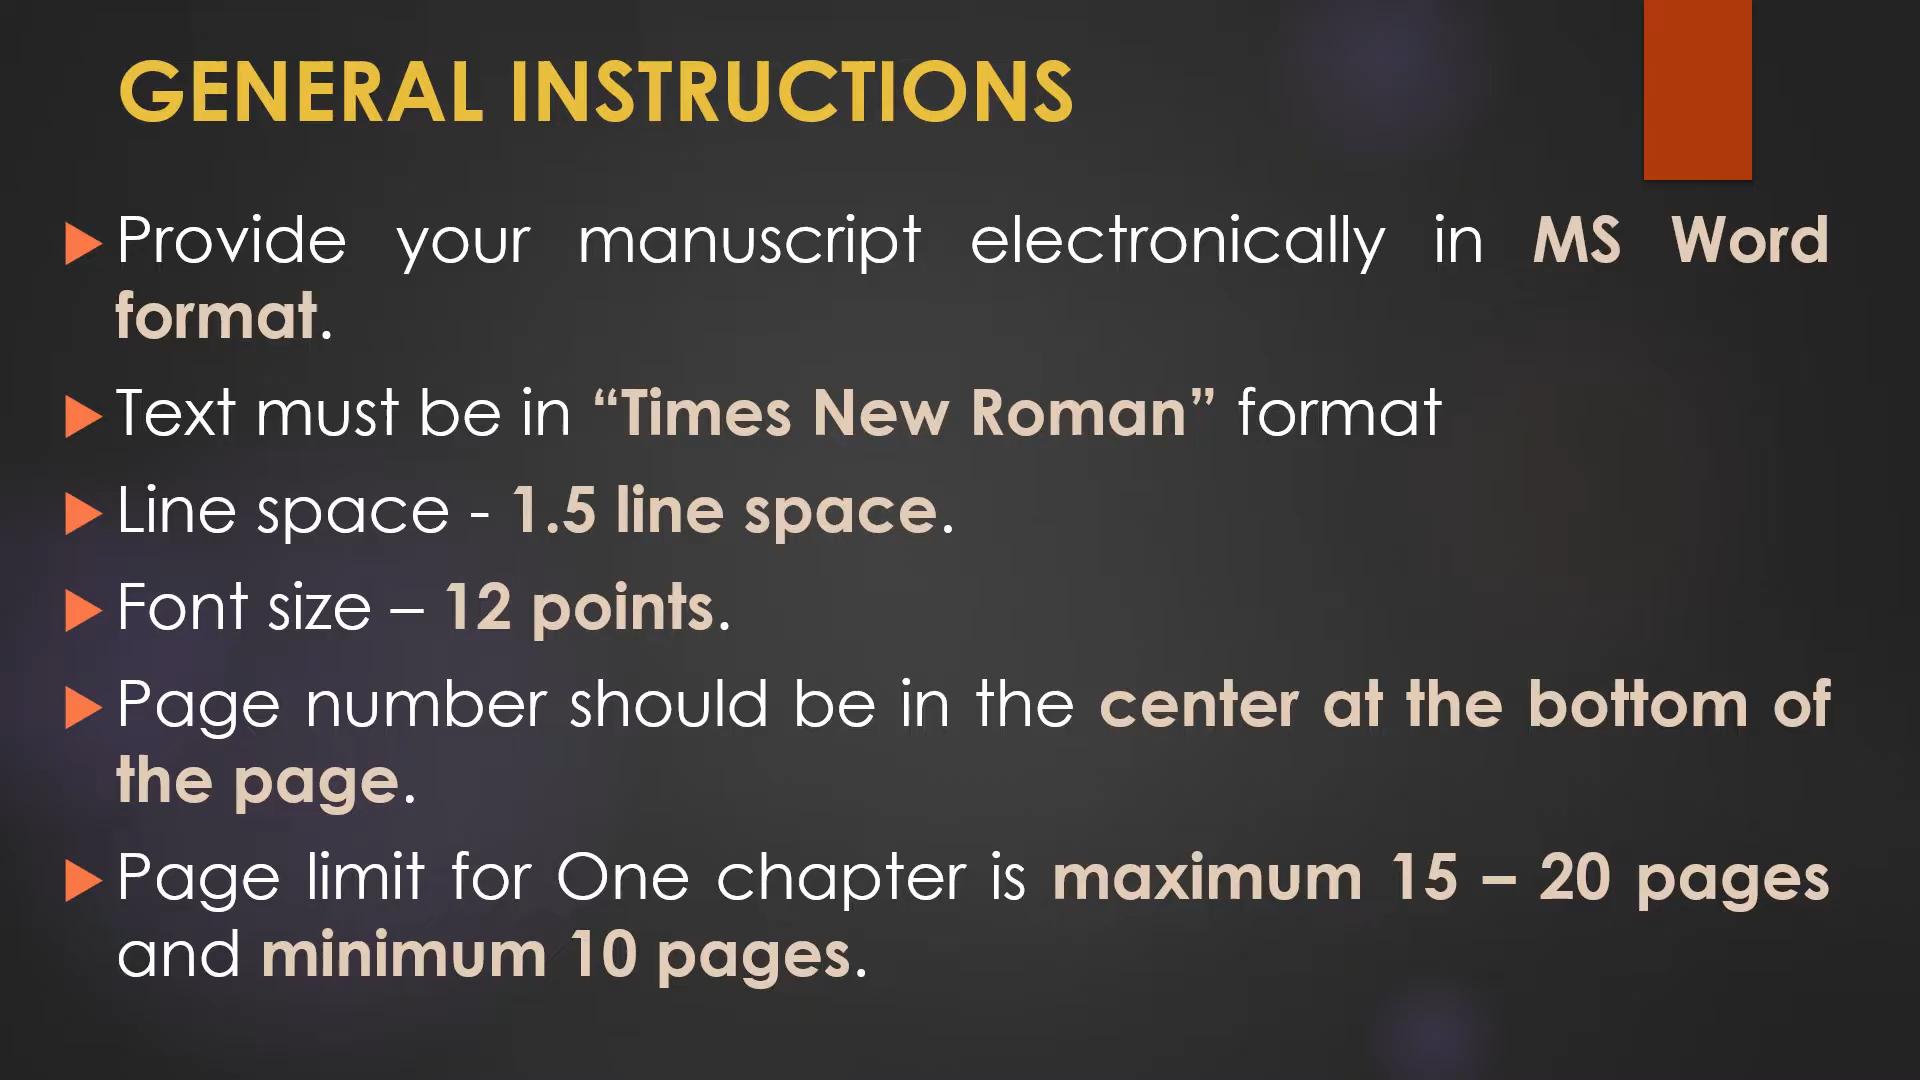 GENERAL INSTRUCTIONS
Provide your manuscript electronically in MS Word
format.
Text must be in “Times New Roman” format
Line space - 1.5 line space.
Font size – 12 points.
Page number should be in the center at the bottom of
the page.
Page limit for One chapter is maximum 15 – 20 pages
and minimum 10 pages.